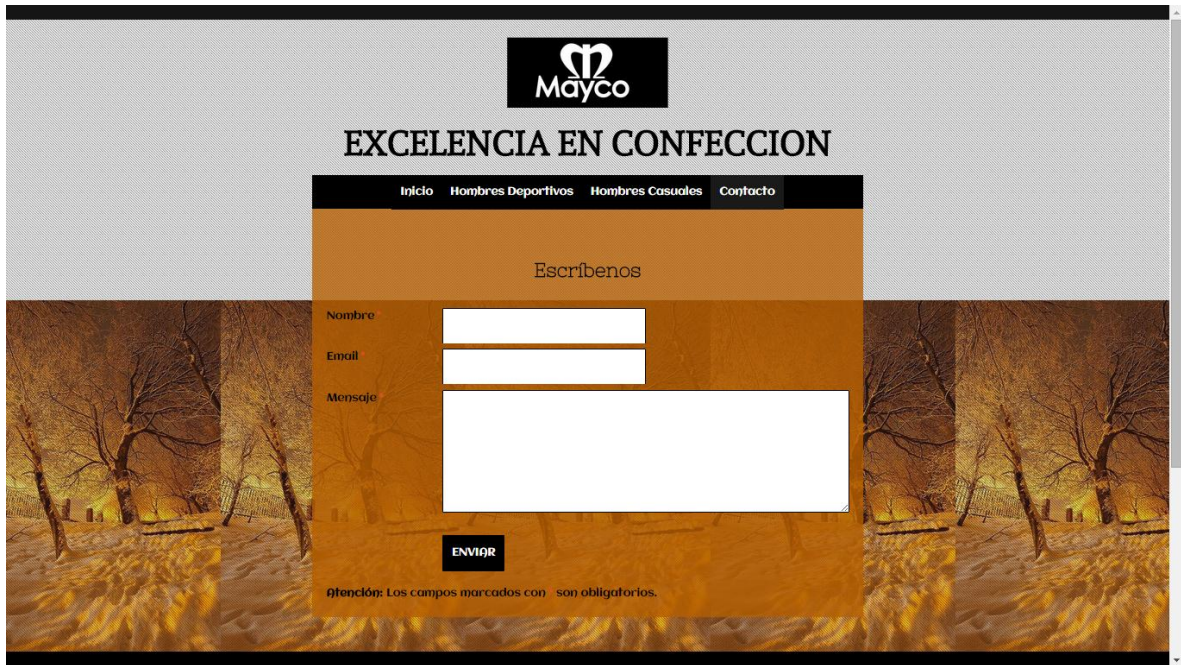 Mayco
EXCELENCIA EN CONFECCION
Inicio Hombres Deportivos Hombres Casuales Contacto
Escríbenos
Nombre *
Email *
Mensaje *
ENVIAR
Atención: Los campos marcados con * son obligatorios.